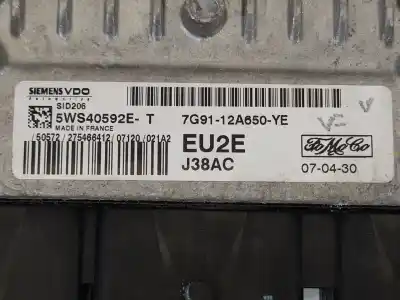 SIEMENS VDO
Automotive
SID206
5WS40592E- T
7G91-12A650-YE
MADE IN FRANCE
/ 50572 / 275466412 / 07120 / 021A2
EU2E
J38AC
FoMoCo
07-04-30
V=
V